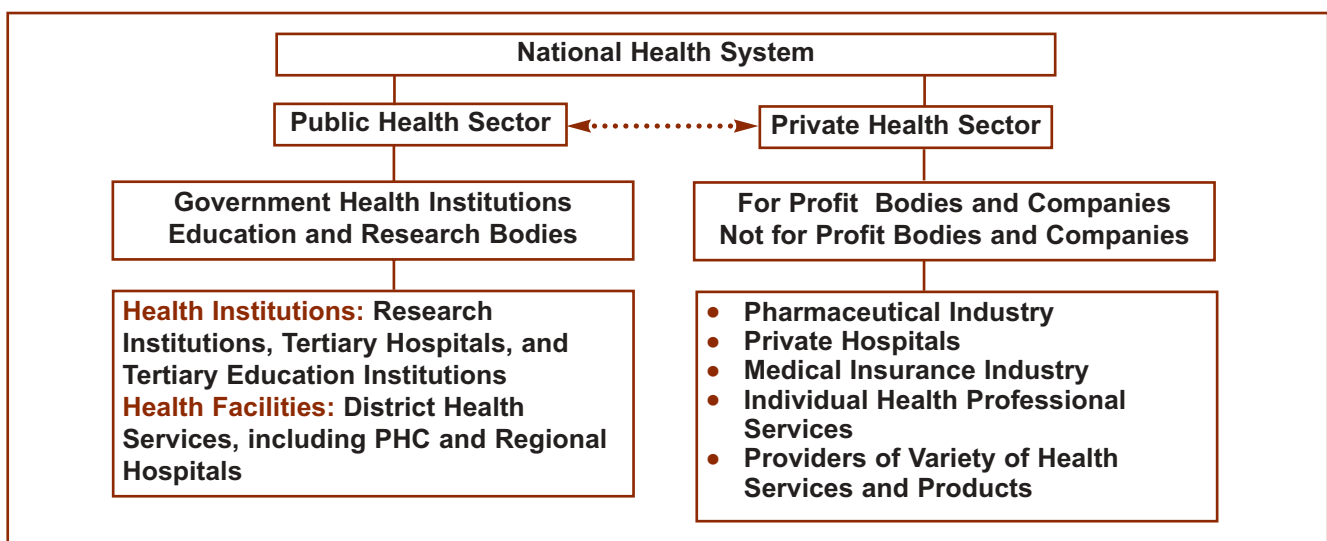 National Health System
Public Health Sector
Private Health Sector
Government Health Institutions
Education and Research Bodies
For Profit Bodies and Companies
Not for Profit Bodies and Companies
Health Institutions: Research
Institutions, Tertiary Hospitals, and
Tertiary Education Institutions
Health Facilities: District Health
Services, including PHC and Regional
Hospitals
• Pharmaceutical Industry
• Private Hospitals
• Medical Insurance Industry
• Individual Health Professional
Services
• Providers of Variety of Health
Services and Products